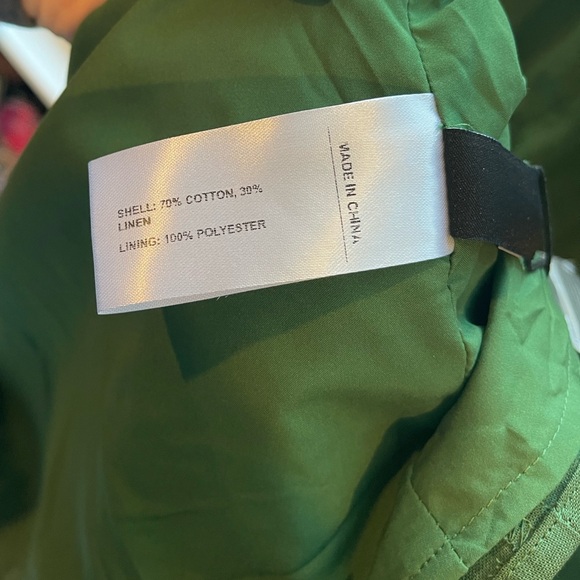 SHELL: 70% COTTON, 30%
LINEN
LINING: 100% POLYESTER
MADE IN CHINA